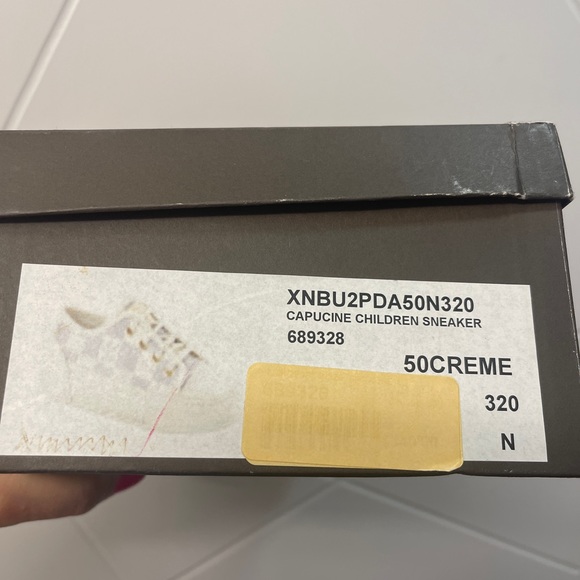 XNBU2PDA50N320
CAPUCINE CHILDREN SNEAKER
689328
50CREME
320
N